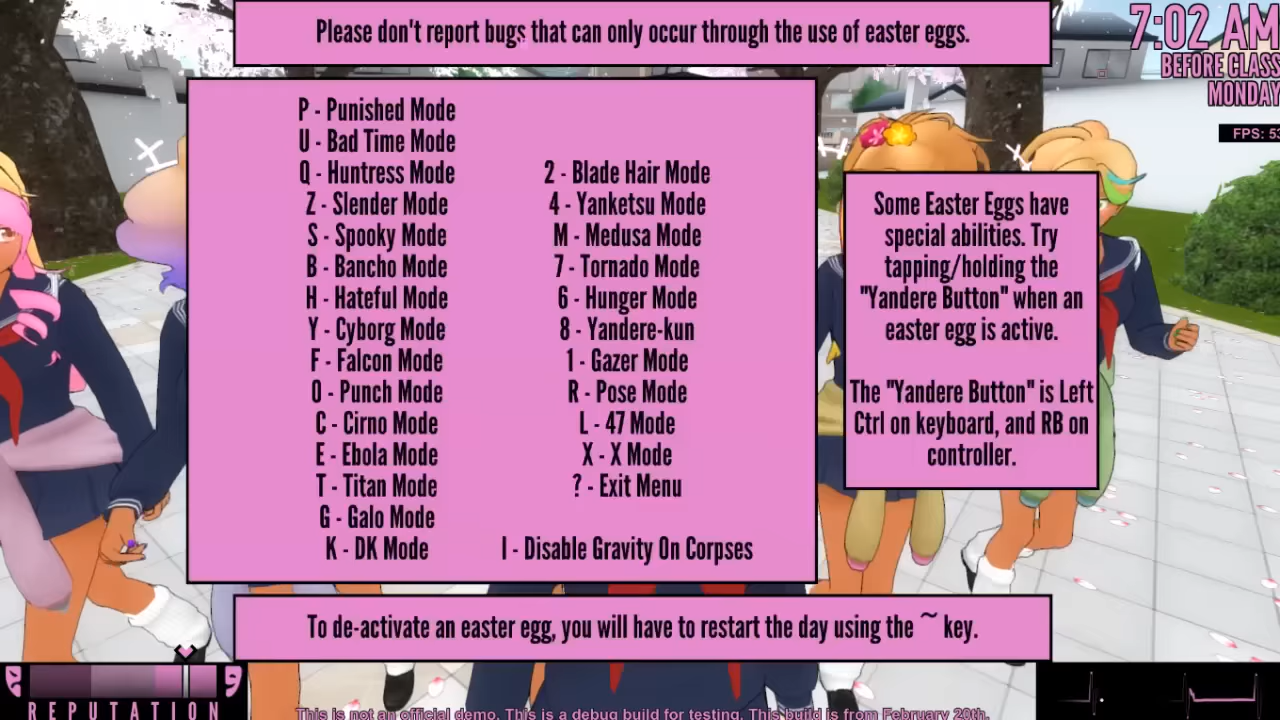 Please don't report bugs that can only occur through the use of easter eggs.
7:02 AM
BEFORE CLASS
MONDAY
FPS: 53
P - Punished Mode
U - Bad Time Mode
Q - Huntress Mode
Z - Slender Mode
S - Spooky Mode
B - Bancho Mode
H - Hateful Mode
Y - Cyborg Mode
F - Falcon Mode
O - Punch Mode
C - Cirno Mode
E - Ebola Mode
T - Titan Mode
G - Galo Mode
K - DK Mode
2 - Blade Hair Mode
4 - Yanketsu Mode
M - Medusa Mode
7 - Tornado Mode
6 - Hunger Mode
8 - Yandere-kun
1 - Gazer Mode
R - Pose Mode
L - 47 Mode
X - X Mode
? - Exit Menu
I - Disable Gravity On Corpses
Some Easter Eggs have
special abilities. Try
tapping/holding the
"Yandere Button" when an
easter egg is active.
The "Yandere Button" is Left
Ctrl on keyboard, and RB on
controller.
To de-activate an easter egg, you will have to restart the day using the ~ key.
REPUTATION
This is not an official demo. This is a debug build for testing. This build is from February 20th.